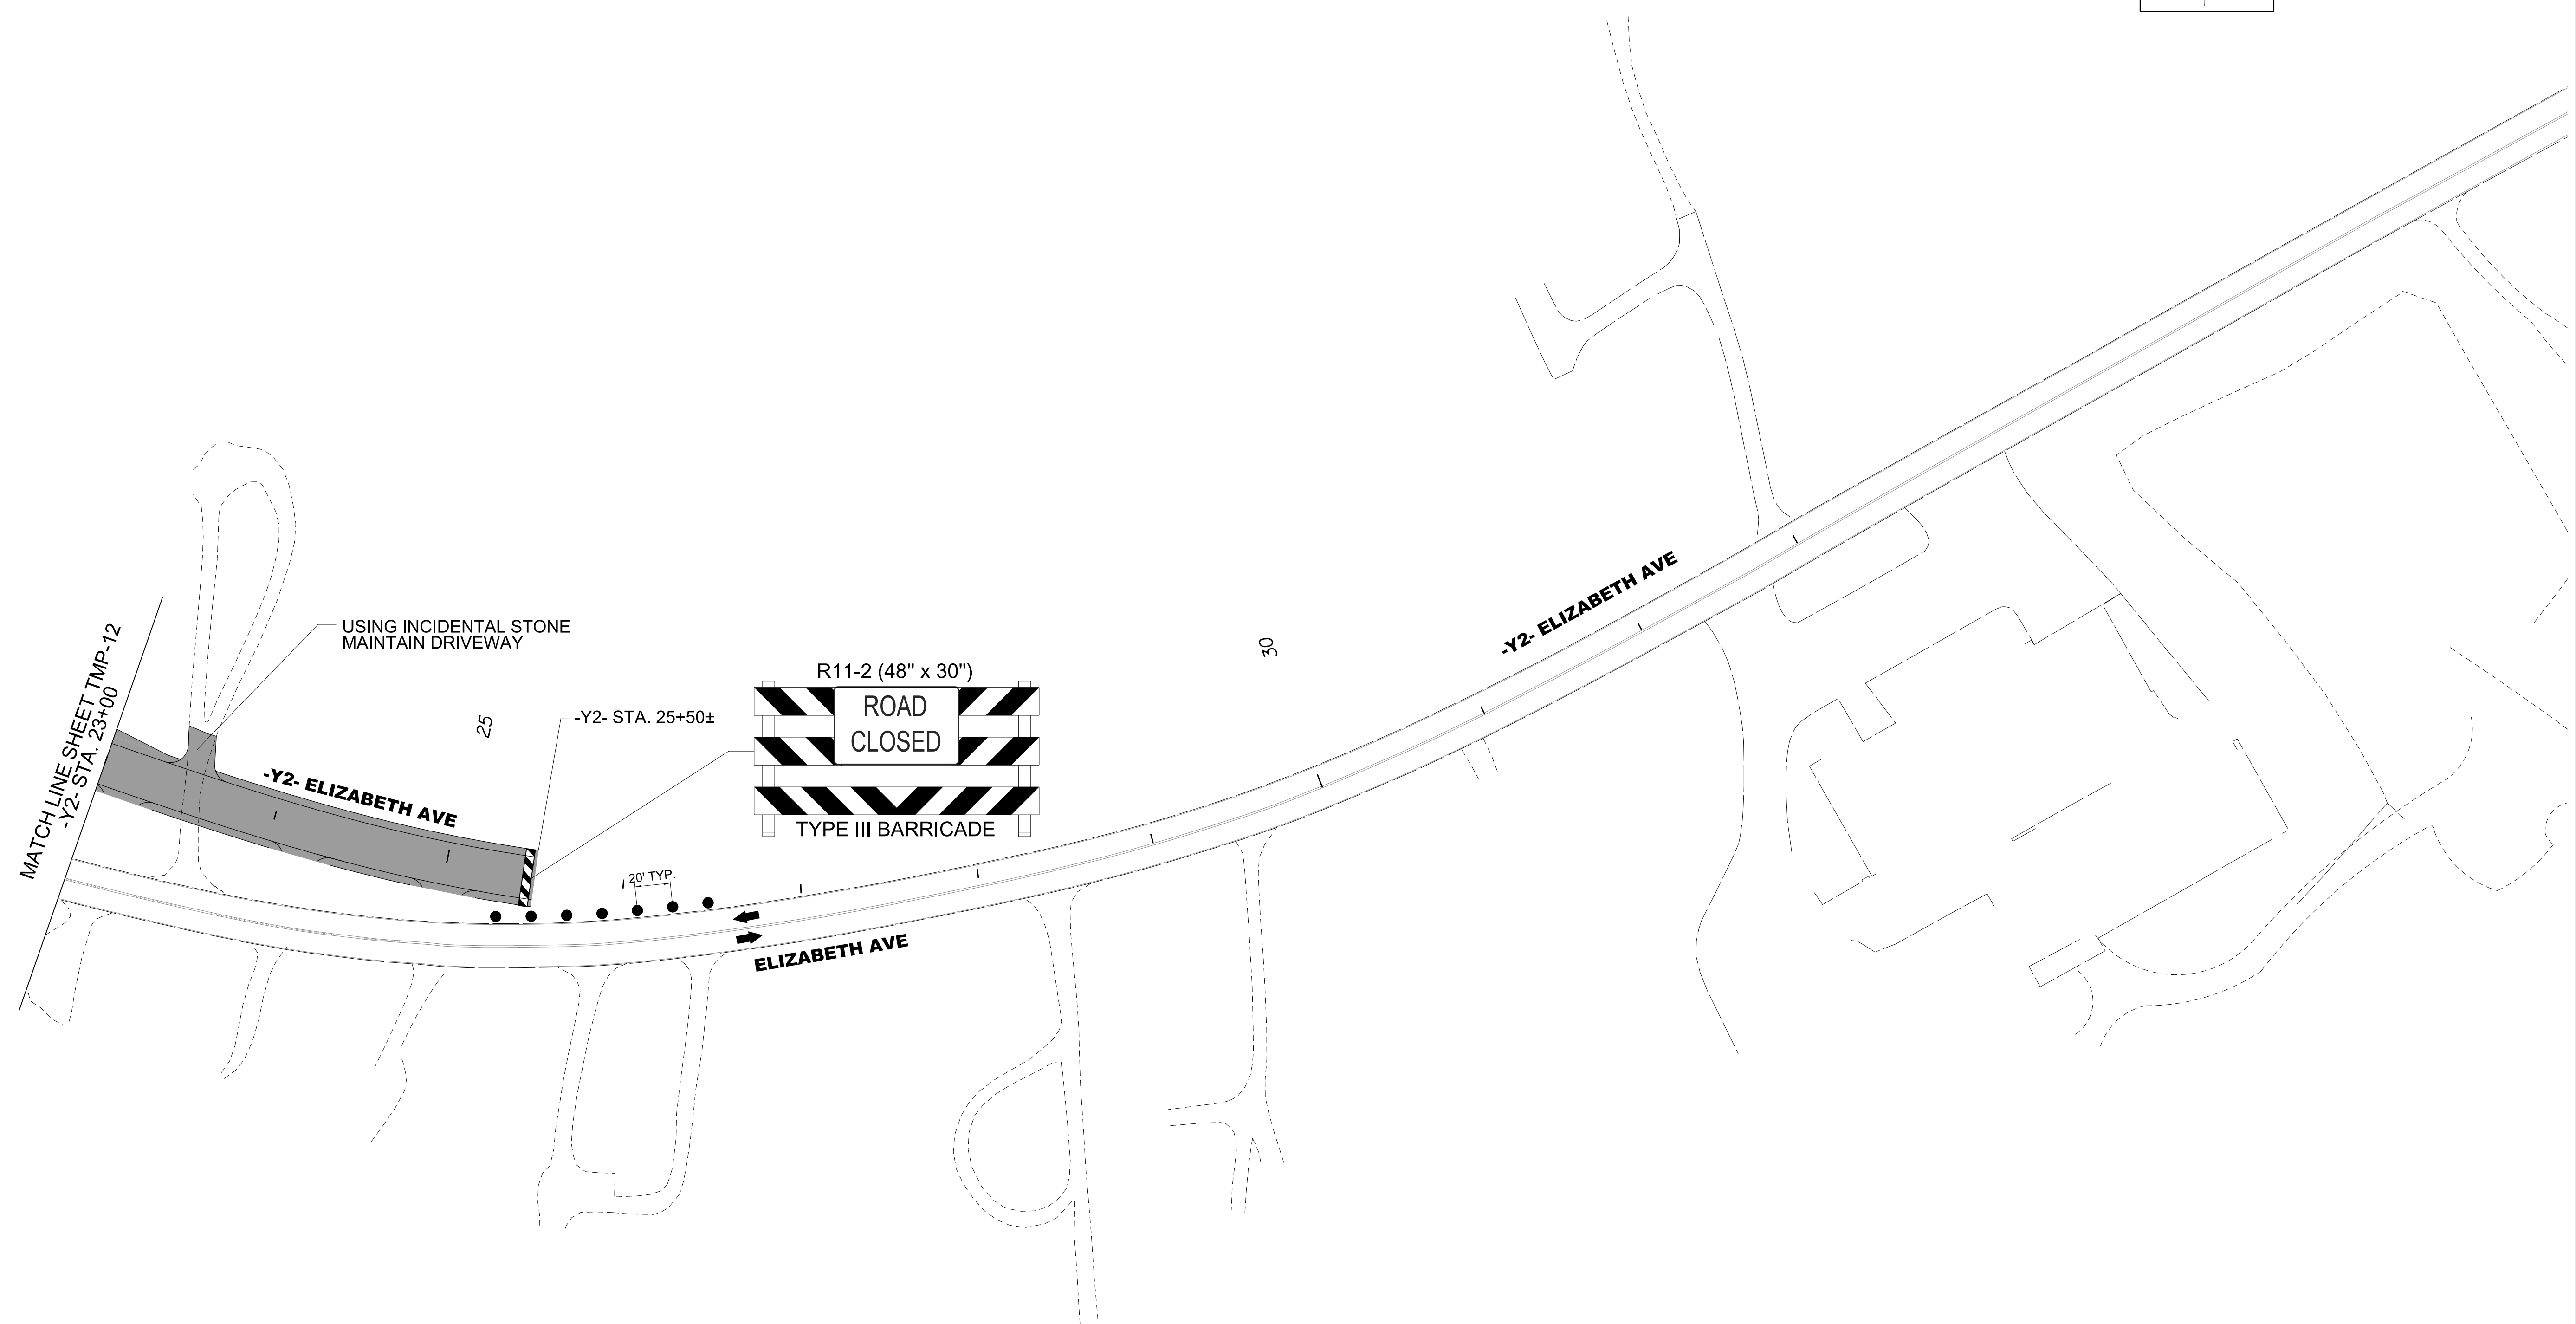 MATCH LINE SHEET TMP-12
-Y2- STA. 23+00
USING INCIDENTAL STONE
MAINTAIN DRIVEWAY
-Y2- ELIZABETH AVE
25
-Y2- STA. 25+50±
R11-2 (48" x 30")
ROAD
CLOSED
TYPE III BARRICADE
20' TYP.
ELIZABETH AVE
30
-Y2- ELIZABETH AVE